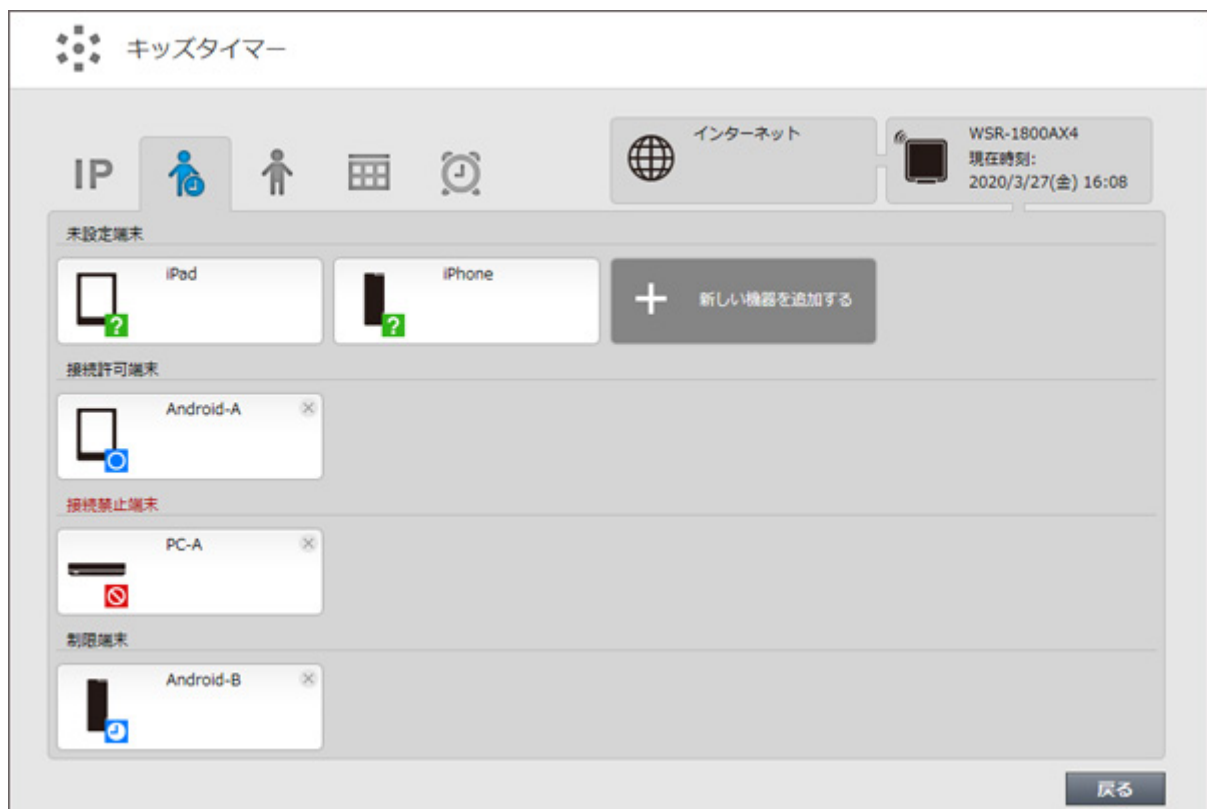 キッズタイマー
IP
インターネット
WSR-1800AX4
現在時刻:
2020/3/27(金) 16:08
未設定端末
iPad
?
iPhone
?
新しい機器を追加する
接続許可端末
Android-A
接続禁止端末
PC-A
制限端末
Android-B
戻る